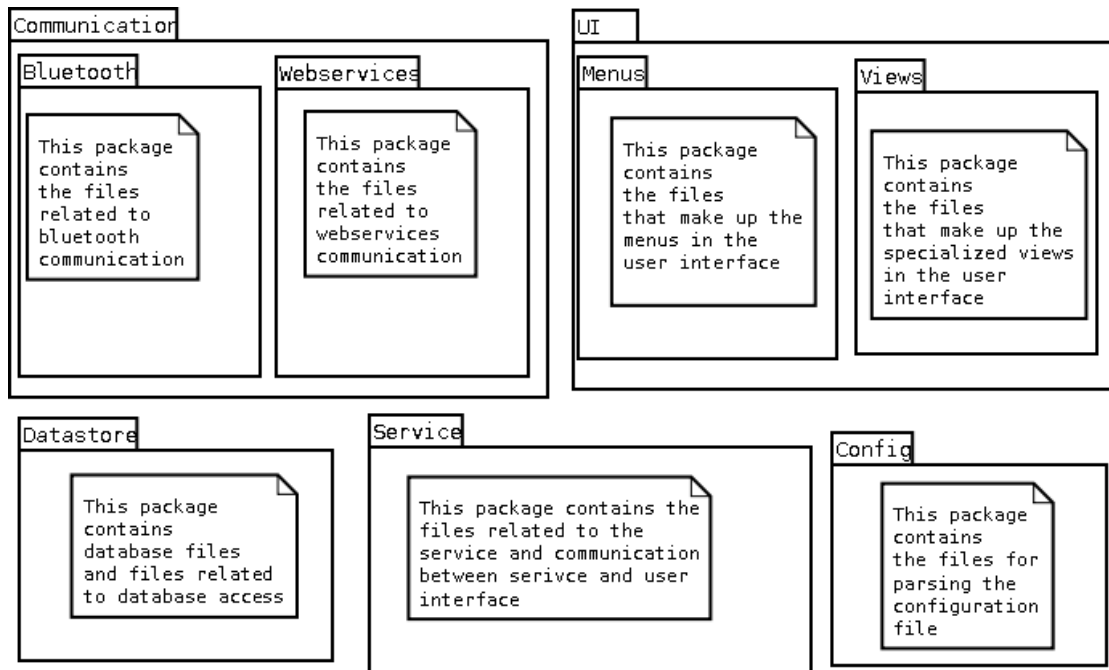 Communication
Bluetooth
This package
contains
the files
related to
bluetooth
communication
Webservices
This package
contains
the files
related to
webservices
communication
UI
Menus
This package
contains
the files
that make up the
menus in the
user interface
Views
This package
contains
the files
that make up the
specialized views
in the user
interface
Datastore
This package
contains
database files
and files related
to database access
Service
This package contains the
files related to the
service and communication
between serivce and user
interface
Config
This package
contains
the files for
parsing the
configuration
file